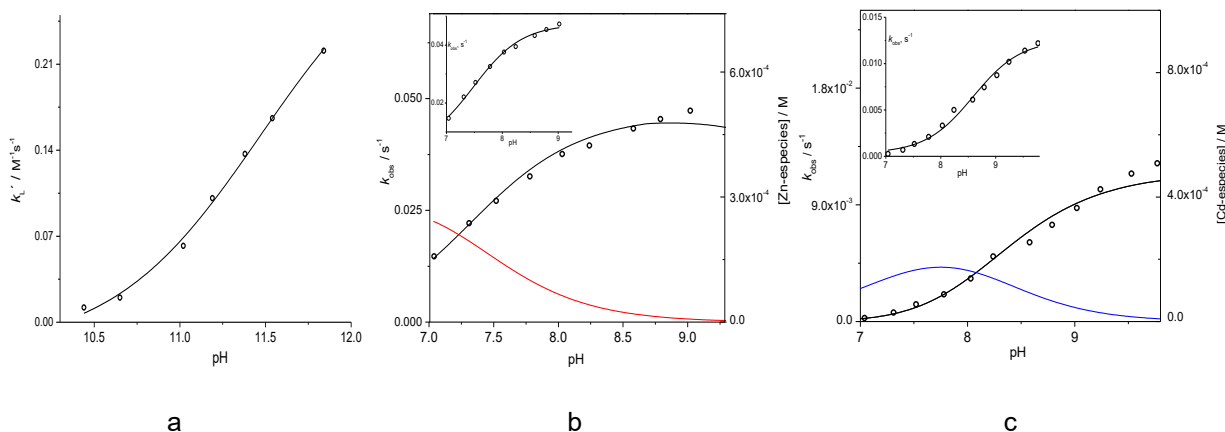 0.21
0.14
0.07
0.00
k_L´ / M⁻¹s⁻¹
10.5 11.0 11.5 12.0
pH
a
0.050
0.025
0.000
k_obs / s⁻¹
7.0 7.5 8.0 8.5 9.0
pH
6.0x10⁻⁴
3.0x10⁻⁴
0.0
[Zn-especies] / M
0.04
0.02
k_obs, s⁻¹
7 8 9
pH
b
1.8x10⁻²
9.0x10⁻³
0.0
k_obs / s⁻¹
7 8 9
pH
8.0x10⁻⁴
4.0x10⁻⁴
0.0
[Cd-especies] / M
0.015
0.010
0.005
0.000
k_obs, s⁻¹
7 8 9
pH
c